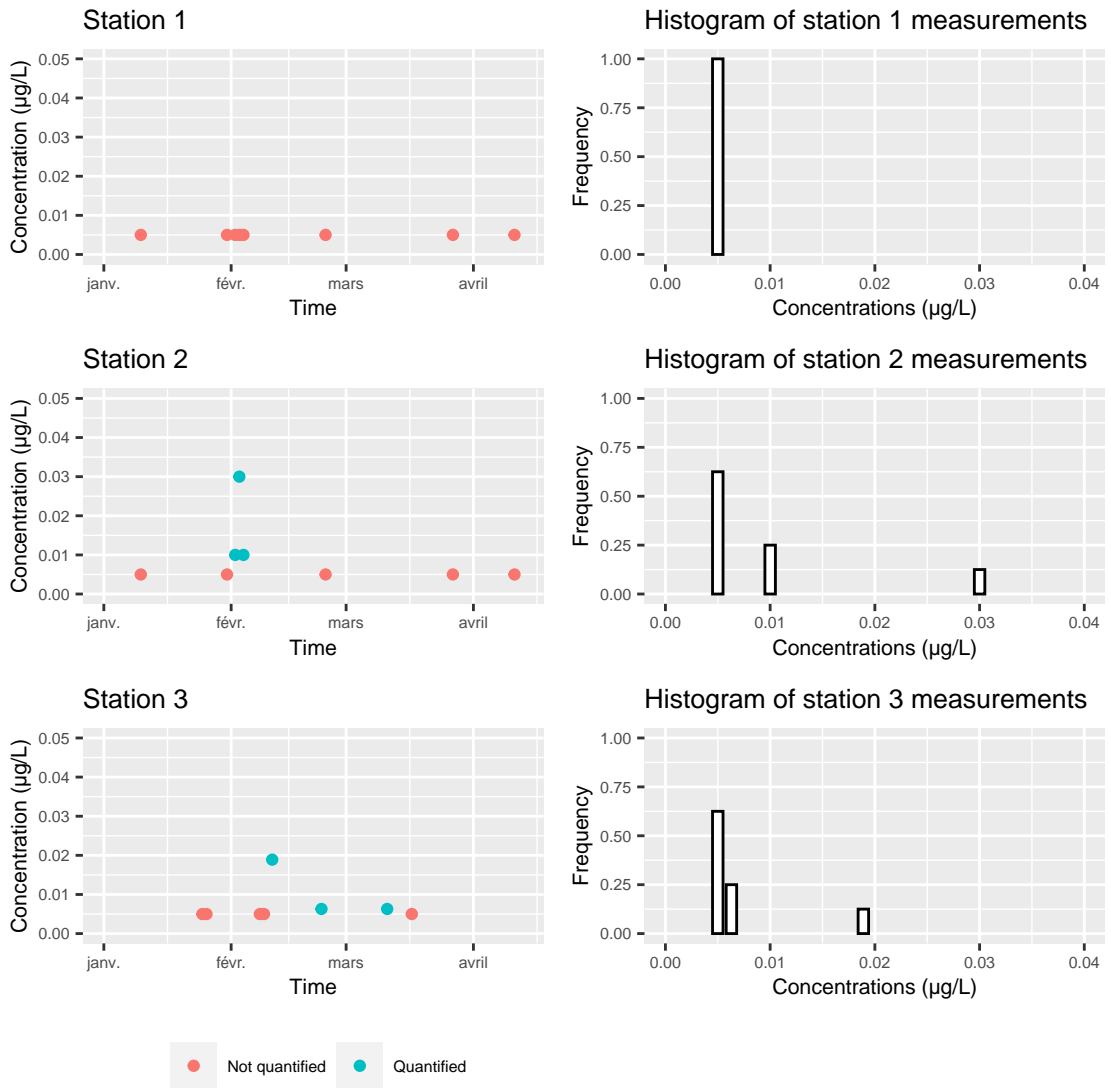 Station 1
Concentration (µg/L)
0.05
0.04
0.03
0.02
0.01
0.00
janv. févr. mars avril
Time
Histogram of station 1 measurements
Frequency
1.00
0.75
0.50
0.25
0.00
0.00 0.01 0.02 0.03 0.04
Concentrations (µg/L)
Station 2
Concentration (µg/L)
0.05
0.04
0.03
0.02
0.01
0.00
janv. févr. mars avril
Time
Histogram of station 2 measurements
Frequency
1.00
0.75
0.50
0.25
0.00
0.00 0.01 0.02 0.03 0.04
Concentrations (µg/L)
Station 3
Concentration (µg/L)
0.05
0.04
0.03
0.02
0.01
0.00
janv. févr. mars avril
Time
Histogram of station 3 measurements
Frequency
1.00
0.75
0.50
0.25
0.00
0.00 0.01 0.02 0.03 0.04
Concentrations (µg/L)
Not quantified Quantified